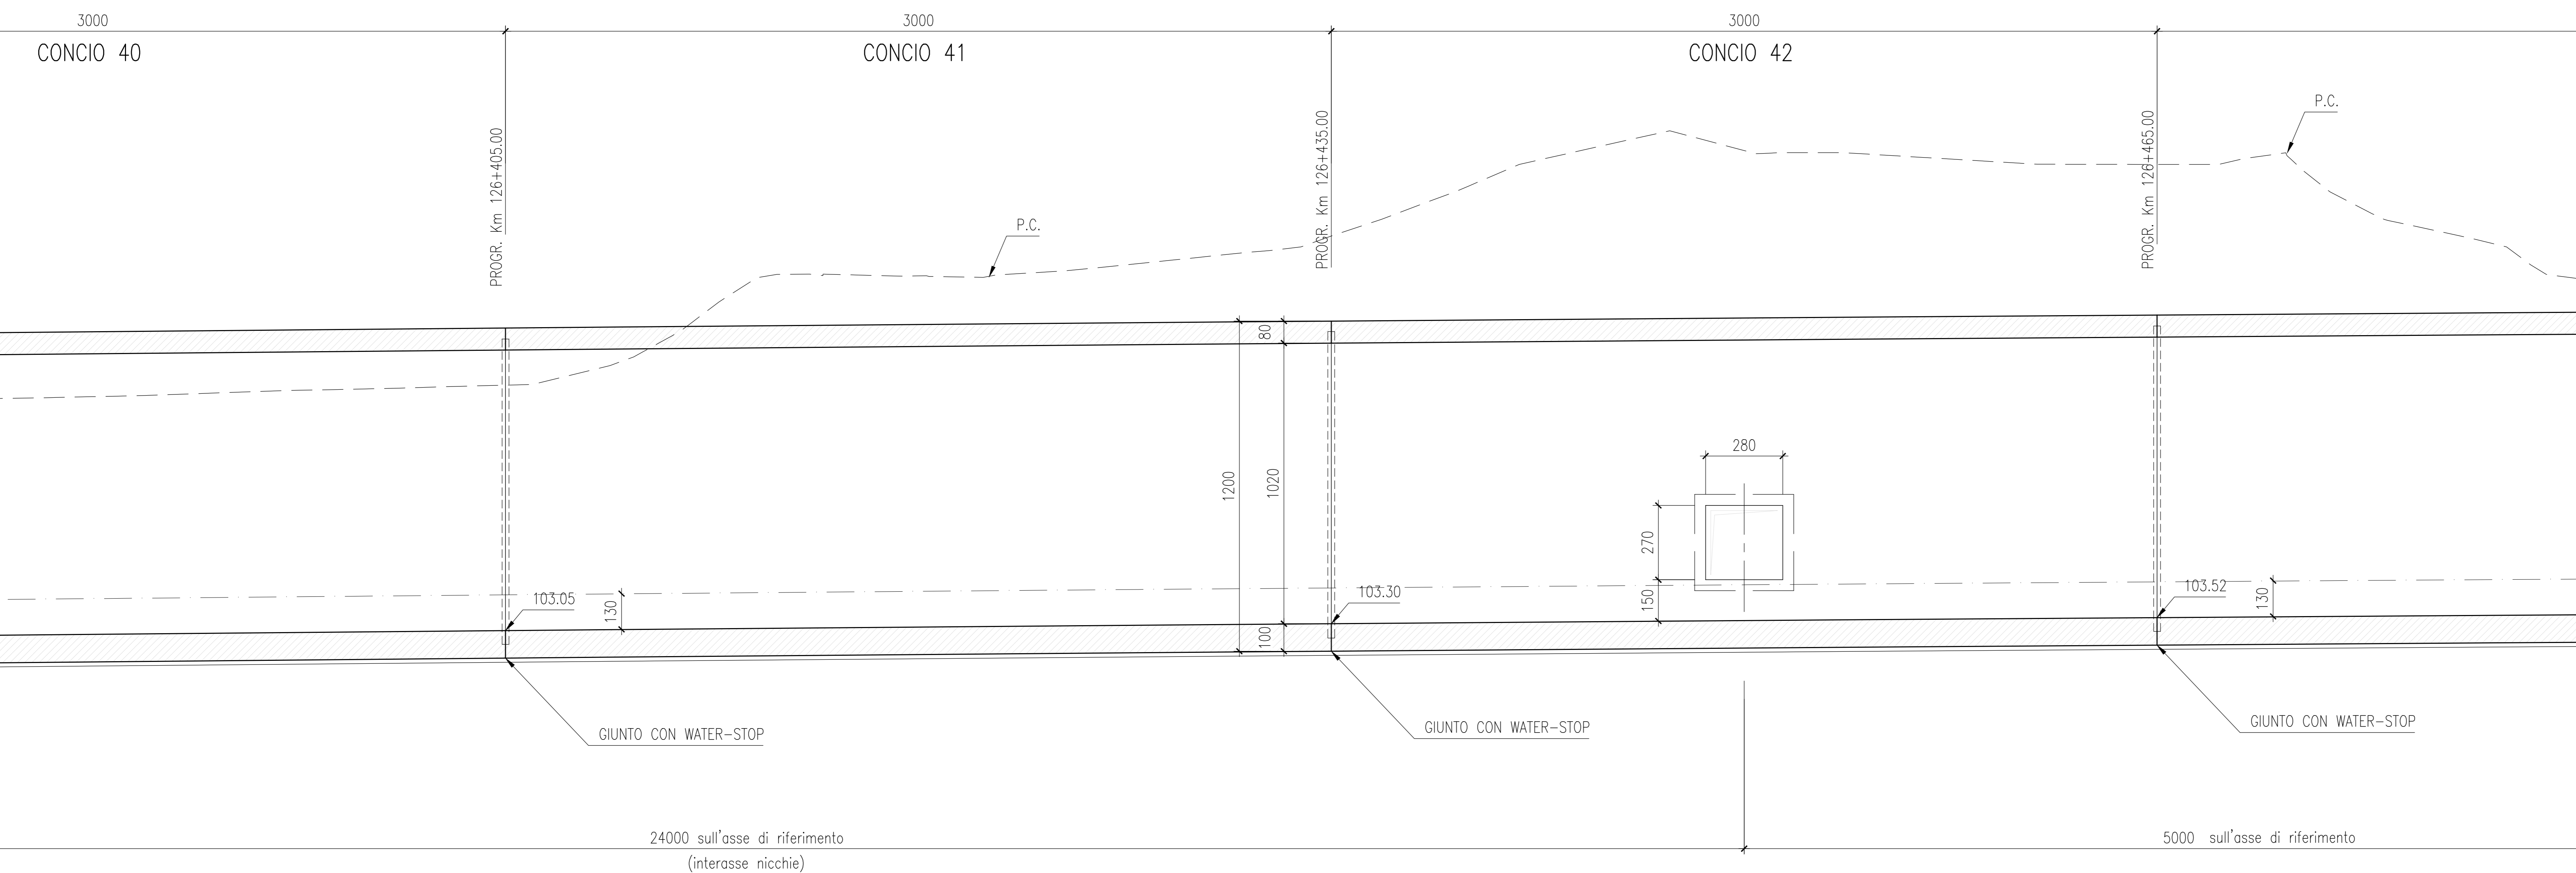 3000
3000
3000
CONCIO 40
CONCIO 41
CONCIO 42
P.C.
P.C.
PROGR. Km 126+405.00
PROGR. Km 126+435.00
PROGR. Km 126+465.00
80
1200
1020
100
280
270
150
103.05
130
103.30
103.52
130
GIUNTO CON WATER-STOP
GIUNTO CON WATER-STOP
GIUNTO CON WATER-STOP
24000 sull'asse di riferimento
(interasse nicchie)
5000 sull'asse di riferimento